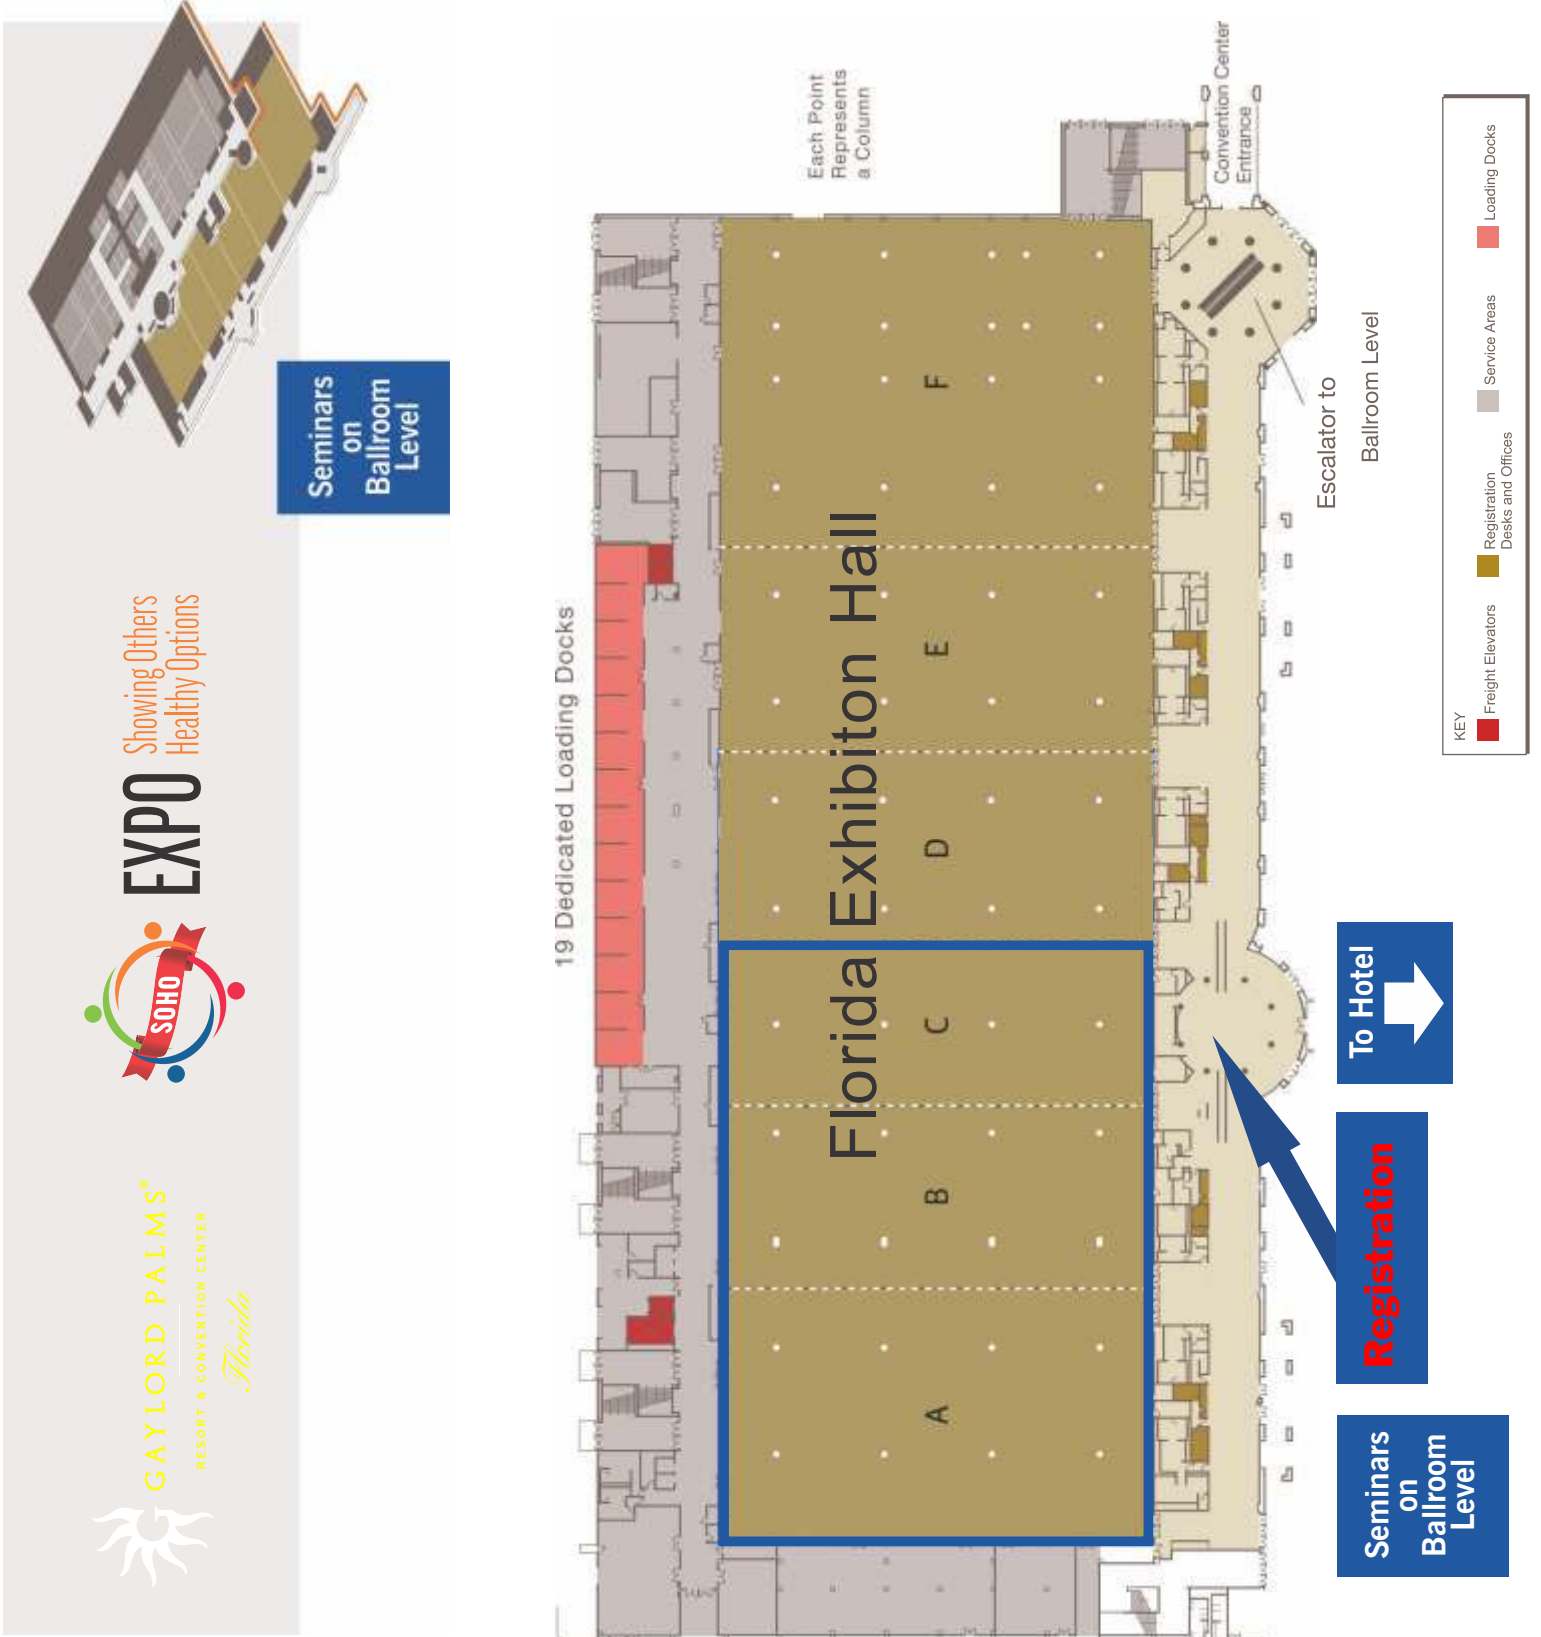 GAYLORD PALMS®
RESORT & CONVENTION CENTER
Florida
SOHO
EXPO
Showing Others
Healthy Options
Seminars
on
Ballroom
Level
19 Dedicated Loading Docks
Each Point
Represents
a Column
Florida Exhibiton Hall
A
B
C
D
E
F
Convention Center
Entrance
Escalator to
Ballroom Level
Seminars
on
Ballroom
Level
Registration
To Hotel
KEY
Freight Elevators
Registration
Desks and Offices
Service Areas
Loading Docks